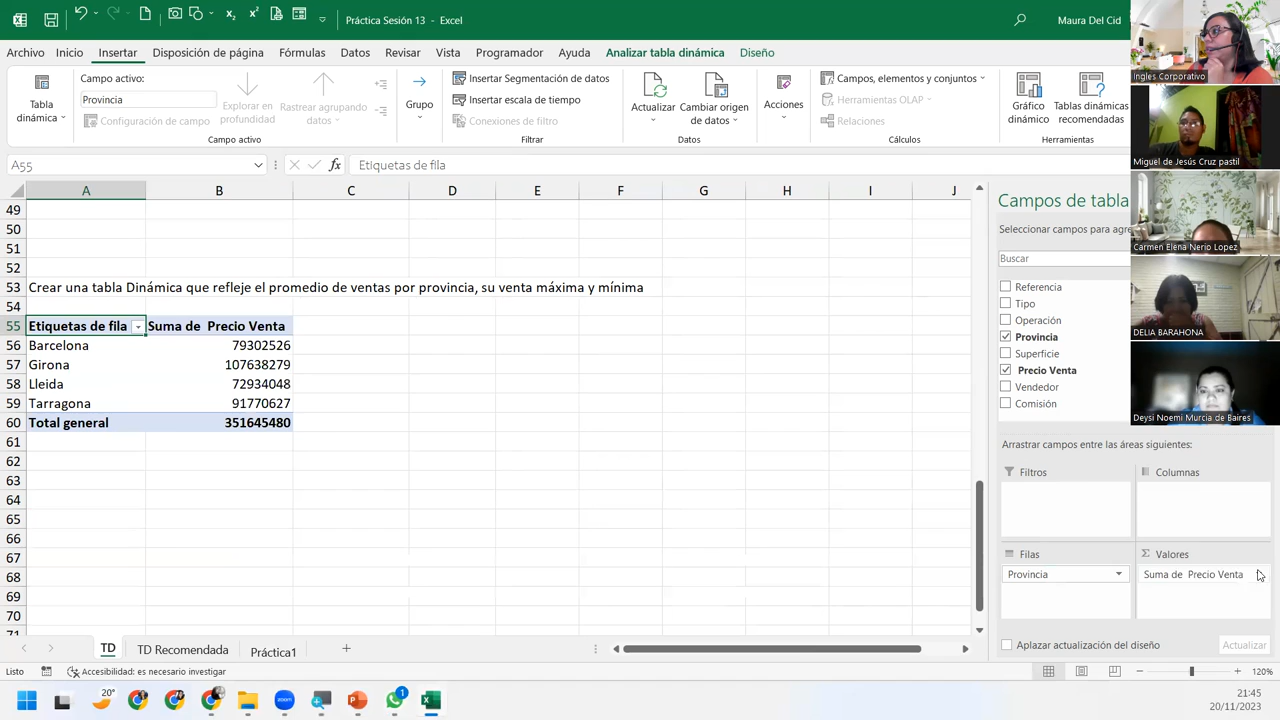 Práctica Sesión 13 - Excel
Maura Del Cid
Archivo Inicio Insertar Disposición de página Fórmulas Datos Revisar Vista Programador Ayuda Analizar tabla dinámica Diseño
Tabla dinámica
Campo activo:
Provincia
Configuración de campo
Explorar en profundidad
Rastrear agrupando datos
Campo activo
Grupo
Insertar Segmentación de datos
Insertar escala de tiempo
Conexiones de filtro
Filtrar
Actualizar
Cambiar origen de datos
Datos
Acciones
Campos, elementos y conjuntos
Herramientas OLAP
Relaciones
Cálculos
Gráfico dinámico
Tablas dinámicas recomendadas
Herramientas
Ingles Corporativo
Miguel de Jesús Cruz pastil
Carmen Elena Nerio Lopez
DELIA BARAHONA
Deysi Noemi Murcia de Baires
A55 fx Etiquetas de fila
A B C D E F G H I J
49
50
51
52
53 Crear una tabla Dinámica que refleje el promedio de ventas por provincia, su venta máxima y mínima
54
55 Etiquetas de fila Suma de Precio Venta
56 Barcelona 79302526
57 Girona 107638279
58 Lleida 72934048
59 Tarragona 91770627
60 Total general 351645480
61
62
63
64
65
66
67
68
69
70
71
Campos de tabla
Seleccionar campos para agre
Buscar
Referencia
Tipo
Operación
Provincia
Superficie
Precio Venta
Vendedor
Comisión
Arrastrar campos entre las áreas siguientes:
Filtros
Columnas
Filas
Σ Valores
Provincia
Suma de Precio Venta
Aplazar actualización del diseño
Actualizar
TD TD Recomendada Práctica1 +
Listo
Accesibilidad: es necesario investigar
120%
20°
zoom
1
21:45
20/11/2023